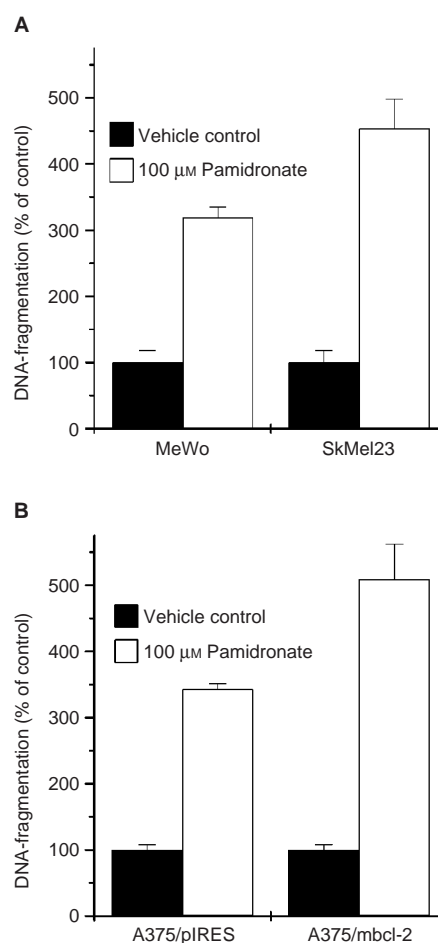 A
DNA-fragmentation (% of control)
500
400
300
200
100
0
Vehicle control
100 μM Pamidronate
MeWo
SkMel23
B
DNA-fragmentation (% of control)
500
400
300
200
100
0
Vehicle control
100 μM Pamidronate
A375/pIRES
A375/mbcl-2